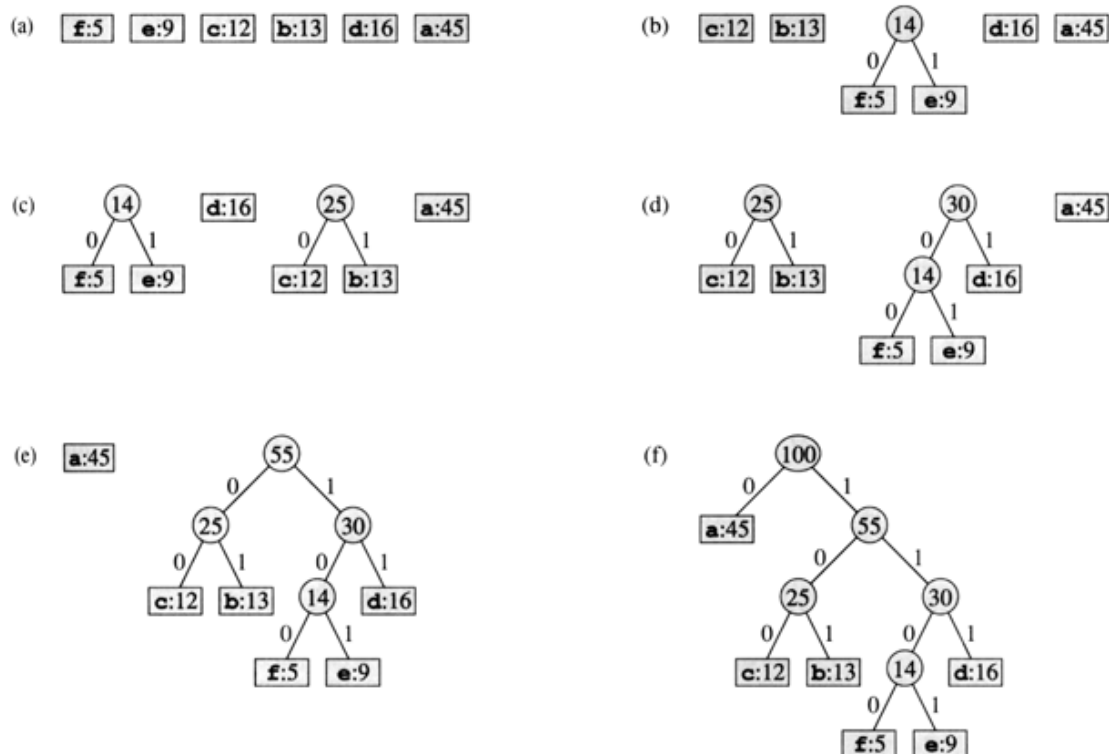 (a) f:5 e:9 c:12 b:13 d:16 a:45
(b) c:12 b:13 14 d:16 a:45
0 1
f:5 e:9
(c) 14 d:16 25 a:45
0 1 0 1
f:5 e:9 c:12 b:13
(d) 25 30 a:45
0 1 0 1
c:12 b:13 14 d:16
0 1
f:5 e:9
(e) a:45 55
0 1
25 30
0 1 0 1
c:12 b:13 14 d:16
0 1
f:5 e:9
(f) 100
0 1
a:45 55
0 1
25 30
0 1 0 1
c:12 b:13 14 d:16
0 1
f:5 e:9